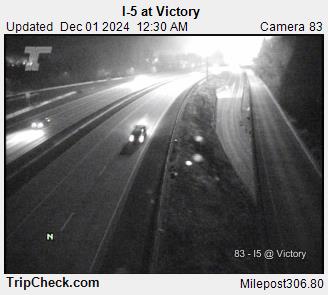 I-5 at Victory
Updated Dec 01 2024 12:30 AM Camera 83
T
N
83 - I5 @ Victory
TripCheck.com Milepost306.80